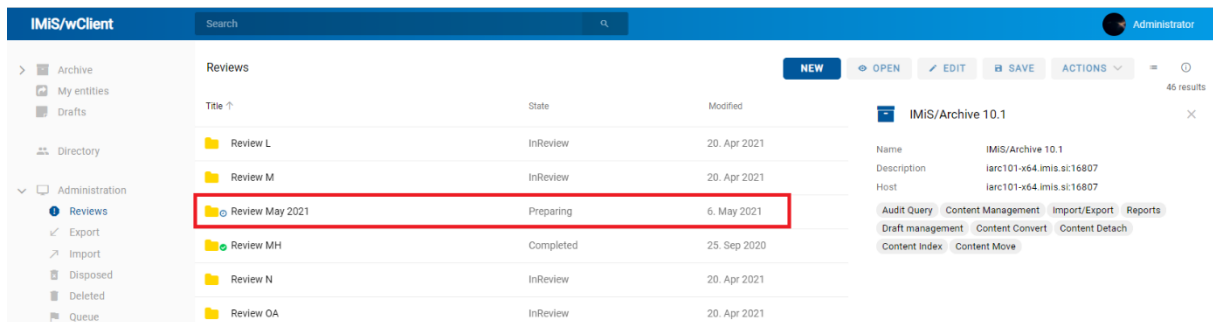 IMiS/wClient Search Administrator
Archive
My entities
Drafts
Directory
Administration
Reviews
Export
Import
Disposed
Deleted
Queue
Reviews NEW OPEN EDIT SAVE ACTIONS
46 results
Title State Modified
Review L InReview 20. Apr 2021
Review M InReview 20. Apr 2021
Review May 2021 Preparing 6. May 2021
Review MH Completed 25. Sep 2020
Review N InReview 20. Apr 2021
Review OA InReview 20. Apr 2021
IMiS/Archive 10.1
Name IMiS/Archive 10.1
Description iarc101-x64.imis.si:16807
Host iarc101-x64.imis.si:16807
Audit Query Content Management Import/Export Reports
Draft management Content Convert Content Detach
Content Index Content Move